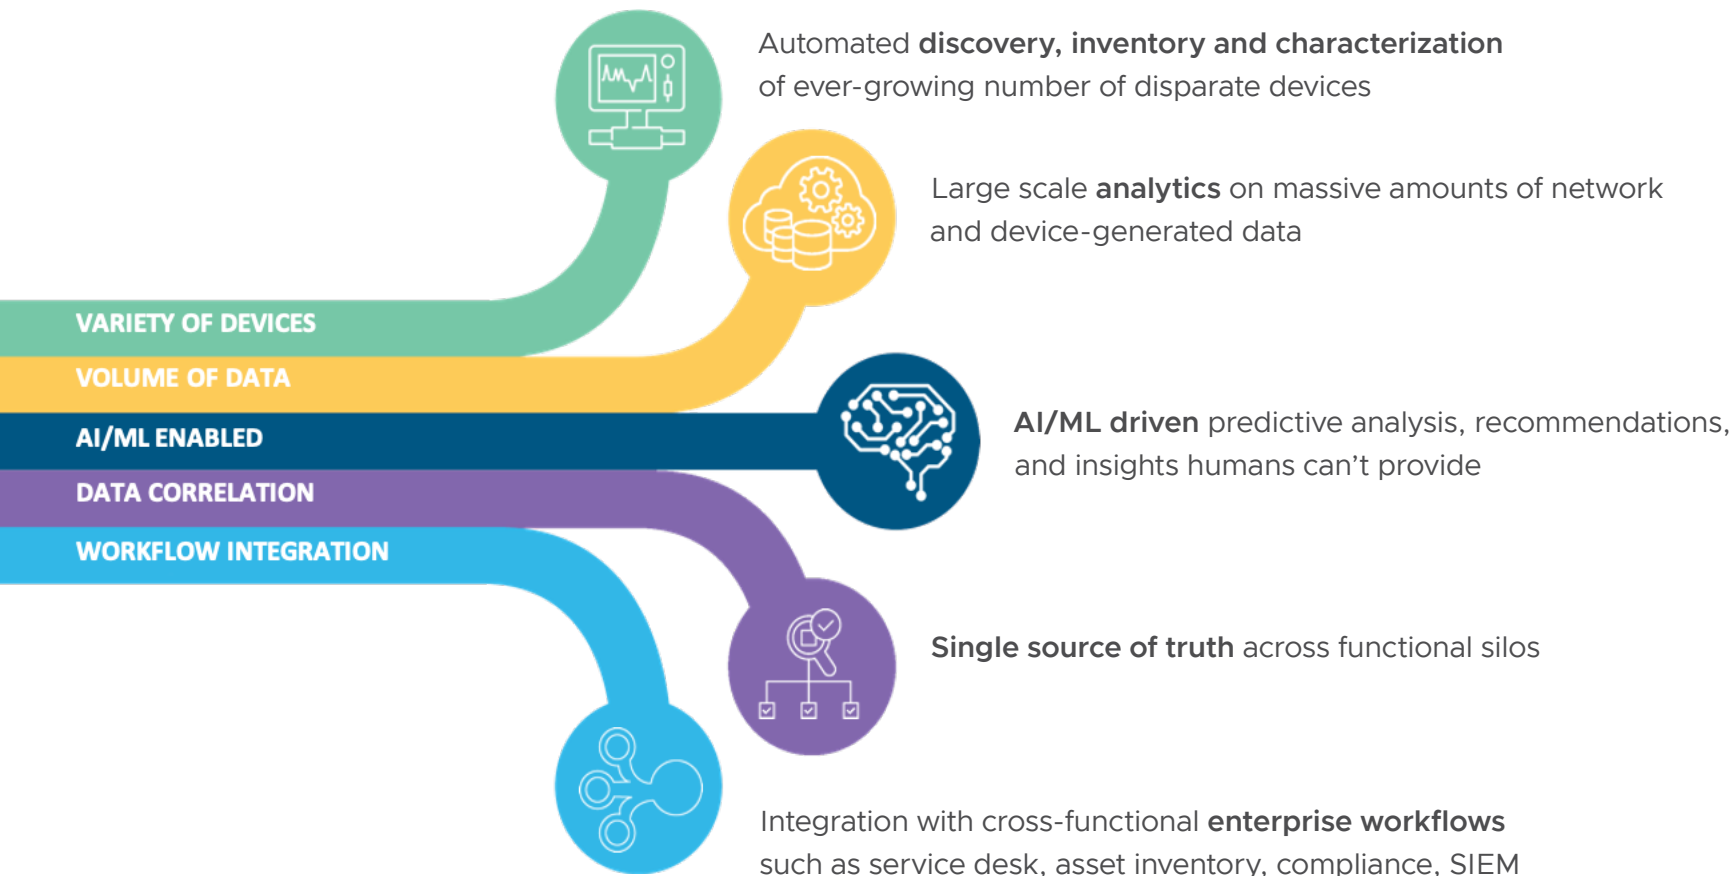 Automated discovery, inventory and characterization
of ever-growing number of disparate devices
Large scale analytics on massive amounts of network
and device-generated data
VARIETY OF DEVICES
VOLUME OF DATA
AI/ML ENABLED
DATA CORRELATION
WORKFLOW INTEGRATION
AI/ML driven predictive analysis, recommendations,
and insights humans can’t provide
Single source of truth across functional silos
Integration with cross-functional enterprise workflows
such as service desk, asset inventory, compliance, SIEM